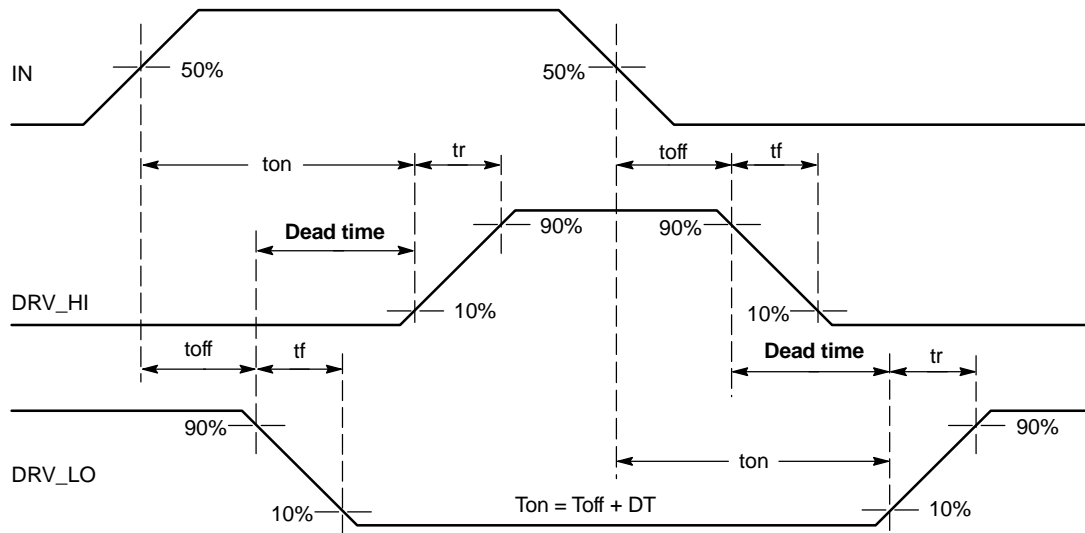 IN
50%
50%
ton
tr
toff
tf
Dead time
90%
90%
DRV_HI
10%
10%
toff
tf
Dead time
tr
90%
90%
ton
DRV_LO
10%
Ton = Toff + DT
10%